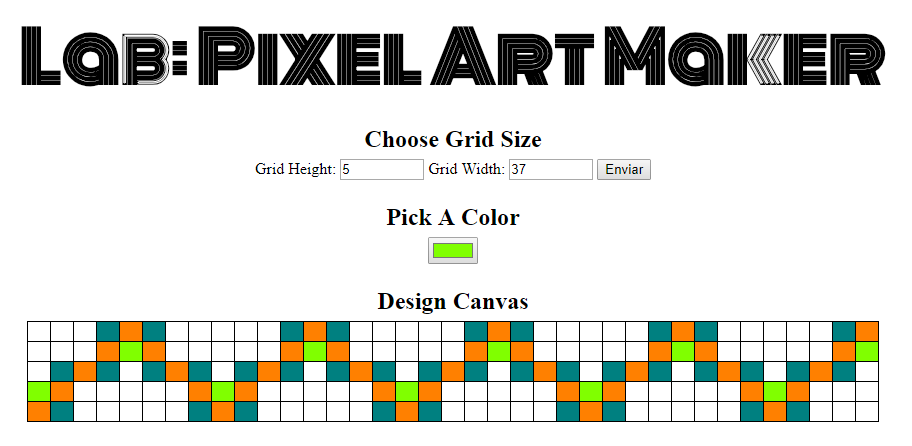 Lab: Pixel Art Maker
Choose Grid Size
Grid Height: 5 Grid Width: 37 Enviar
Pick A Color
Design Canvas